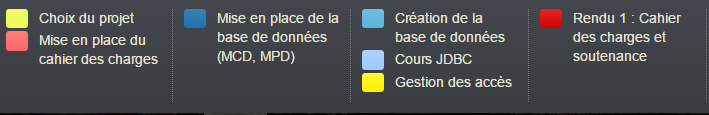 Choix du projet
Mise en place du
cahier des charges
Mise en place de la
base de données
(MCD, MPD)
Création de la
base de données
Cours JDBC
Gestion des accès
Rendu 1 : Cahier
des charges et
soutenance